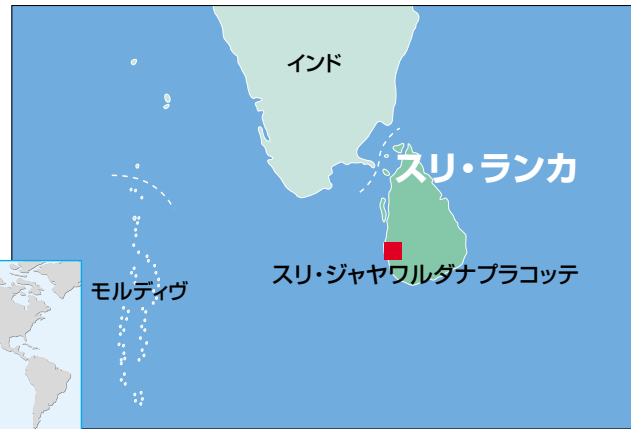 インド
スリ・ランカ
スリ・ジャヤワルダナプラコッテ
モルディヴ